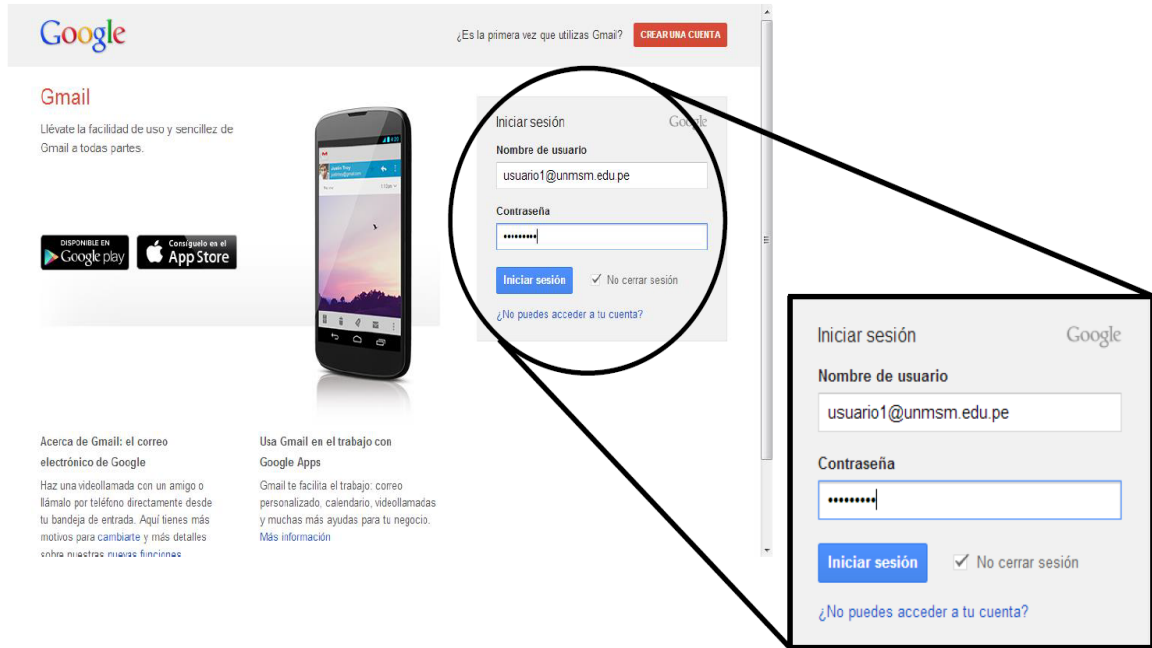 Google
¿Es la primera vez que utilizas Gmail?
CREAR UNA CUENTA
Gmail
Llévate la facilidad de uso y sencillez de
Gmail a todas partes.
DISPONIBLE EN
Google play
Consíguelo en el
App Store
Iniciar sesión
Google
Nombre de usuario
usuario1@unmsm.edu.pe
Contraseña
•••••••••
Iniciar sesión
No cerrar sesión
¿No puedes acceder a tu cuenta?
Acerca de Gmail: el correo
electrónico de Google
Haz una videollamada con un amigo o
llámalo por teléfono directamente desde
tu bandeja de entrada. Aquí tienes más
motivos para cambiarte y más detalles
sobre nuestras nuevas funciones
Usa Gmail en el trabajo con
Google Apps
Gmail te facilita el trabajo: correo
personalizado, calendario, videollamadas
y muchas más ayudas para tu negocio.
Más información
Iniciar sesión
Google
Nombre de usuario
usuario1@unmsm.edu.pe
Contraseña
•••••••••
Iniciar sesión
No cerrar sesión
¿No puedes acceder a tu cuenta?